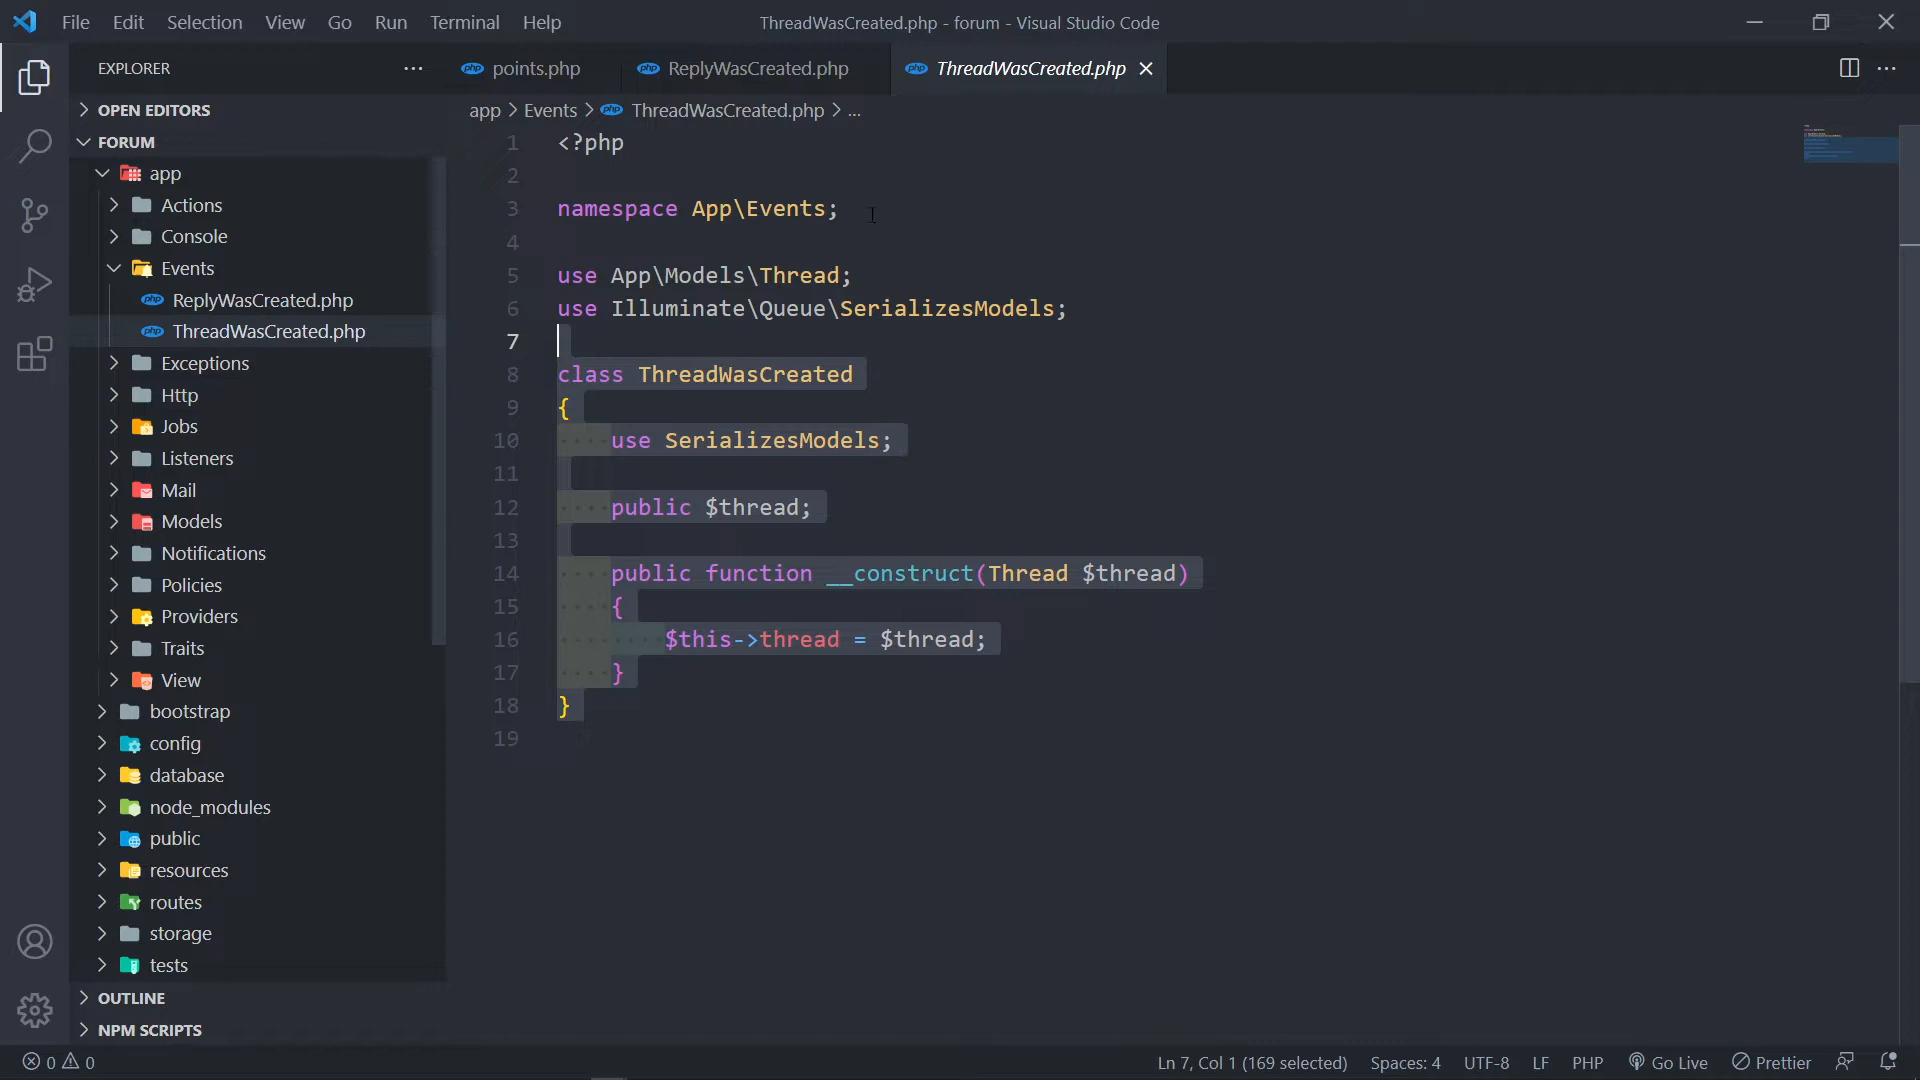 File Edit Selection View Go Run Terminal Help
ThreadWasCreated.php - forum - Visual Studio Code
EXPLORER
OPEN EDITORS
FORUM
app
Actions
Console
Events
ReplyWasCreated.php
ThreadWasCreated.php
Exceptions
Http
Jobs
Listeners
Mail
Models
Notifications
Policies
Providers
Traits
View
bootstrap
config
database
node_modules
public
resources
routes
storage
tests
OUTLINE
NPM SCRIPTS
php points.php php ReplyWasCreated.php php ThreadWasCreated.php
app > Events > php ThreadWasCreated.php > ...
1 <?php
2
3 namespace App\Events;
4
5 use App\Models\Thread;
6 use Illuminate\Queue\SerializesModels;
7
8 class ThreadWasCreated
9 {
10 use SerializesModels;
11
12 public $thread;
13
14 public function __construct(Thread $thread)
15 {
16 $this->thread = $thread;
17 }
18 }
19
0 0
Ln 7, Col 1 (169 selected) Spaces: 4 UTF-8 LF PHP Go Live Prettier